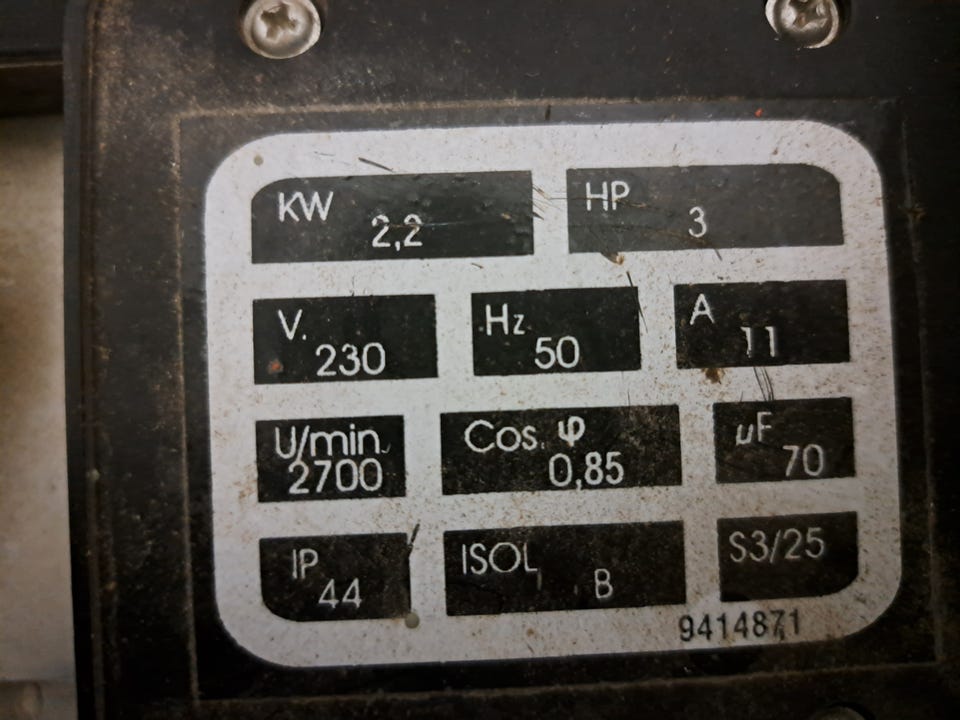 KW 2,2 HP 3
V. 230 Hz 50 A 11
U/min 2700 Cos. φ 0,85 µF 70
IP 44 ISOL B S3/25
9414871